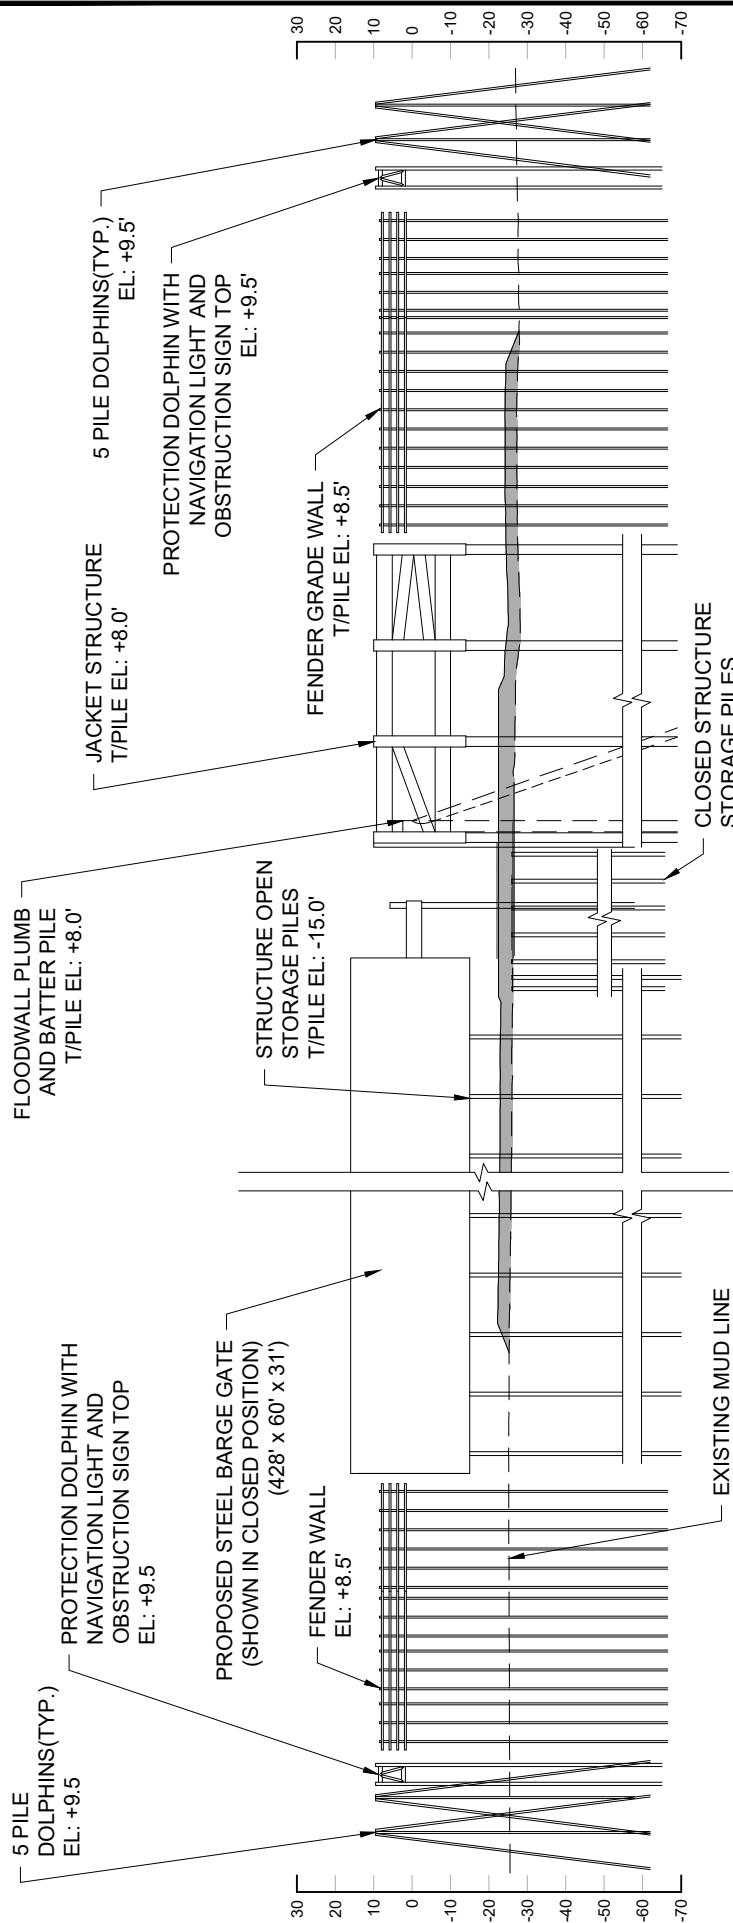 5 PILE
DOLPHINS(TYP.)
EL: +9.5
PROTECTION DOLPHIN WITH
NAVIGATION LIGHT AND
OBSTRUCTION SIGN TOP
EL: +9.5
PROPOSED STEEL BARGE GATE
(SHOWN IN CLOSED POSITION)
(428' x 60' x 31')
FENDER WALL
EL: +8.5'
FLOODWALL PLUMB
AND BATTER PILE
T/PILE EL: +8.0'
STRUCTURE OPEN
STORAGE PILES
T/PILE EL: -15.0'
JACKET STRUCTURE
T/PILE EL: +8.0'
5 PILE DOLPHINS(TYP.)
EL: +9.5'
PROTECTION DOLPHIN WITH
NAVIGATION LIGHT AND
OBSTRUCTION SIGN TOP
EL: +9.5'
FENDER GRADE WALL
T/PILE EL: +8.5'
EXISTING MUD LINE
CLOSED STRUCTURE
STORAGE PILES
30
20
10
0
-10
-20
-30
-40
-50
-60
-70
30
20
10
0
-10
-20
-30
-40
-50
-60
-70